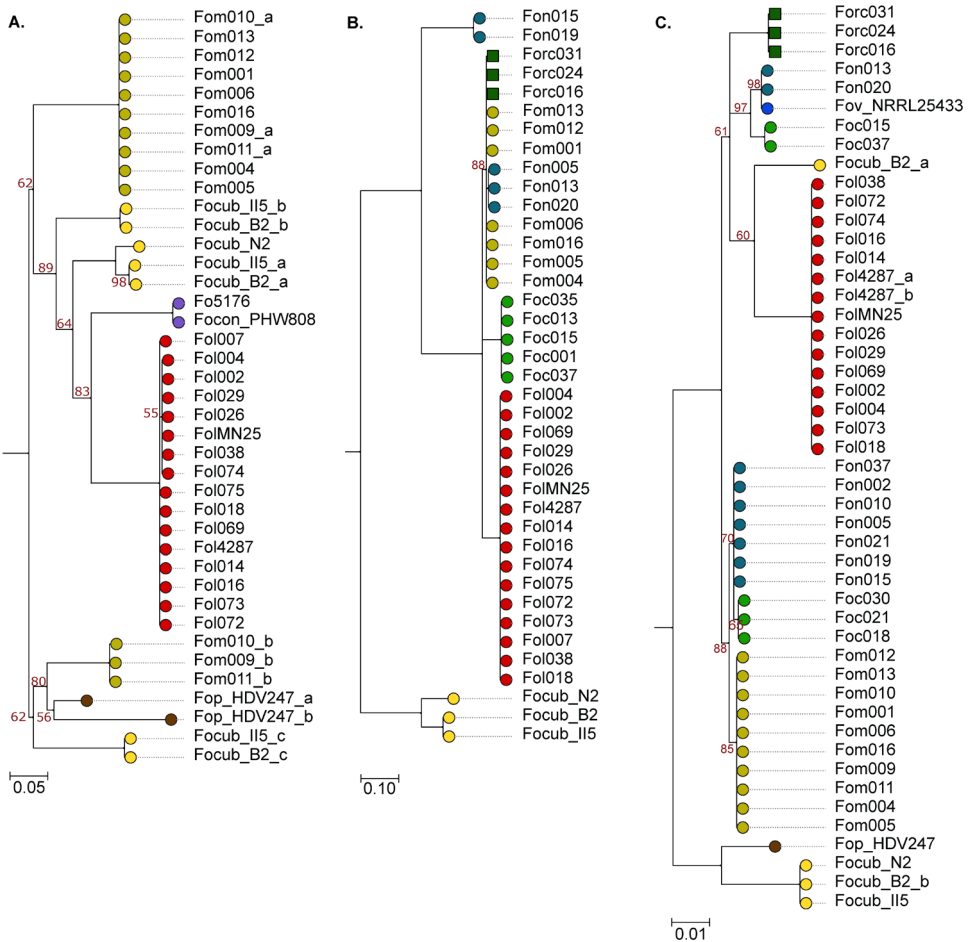 A.
Fom010_a
Fom013
Fom012
Fom001
Fom006
Fom016
Fom009_a
Fom011_a
Fom004
Fom005
62
Focub_II5_b
Focub_B2_b
Focub_N2
89
Focub_II5_a
98
Focub_B2_a
Fo5176
64
Focon_PHW808
Fol007
Fol004
Fol002
83
Fol029
55
Fol026
FolMN25
Fol038
Fol074
Fol075
Fol018
Fol069
Fol4287
Fol014
Fol016
Fol073
Fol072
Fom010_b
Fom009_b
80
Fom011_b
Fop_HDV247_a
62
56
Fop_HDV247_b
Focub_II5_c
Focub_B2_c
0.05
B.
Fon015
Fon019
Forc031
Forc024
Forc016
Fom013
Fom012
Fom001
88
Fon005
Fon013
Fon020
Fom006
Fom016
Fom005
Fom004
Foc035
Foc013
Foc015
Foc001
Foc037
Fol004
Fol002
Fol069
Fol029
Fol026
FolMN25
Fol4287
Fol014
Fol016
Fol074
Fol075
Fol072
Fol073
Fol007
Fol038
Fol018
Focub_N2
Focub_B2
Focub_II5
0.10
C.
Forc031
Forc024
Forc016
Fon013
98
Fon020
97
Fov_NRRL25433
61
Foc015
Foc037
Focub_B2_a
Fol038
Fol072
Fol074
60
Fol016
Fol014
Fol4287_a
Fol4287_b
FolMN25
Fol026
Fol029
Fol069
Fol002
Fol004
Fol073
Fol018
Fon037
Fon002
Fon010
Fon005
70
Fon021
Fon019
Fon015
Foc030
Foc021
Foc018
88
Fom012
Fom013
Fom010
Fom001
Fom006
85
Fom016
Fom009
Fom011
Fom004
Fom005
Fop_HDV247
Focub_N2
Focub_B2_b
Focub_II5
0.01